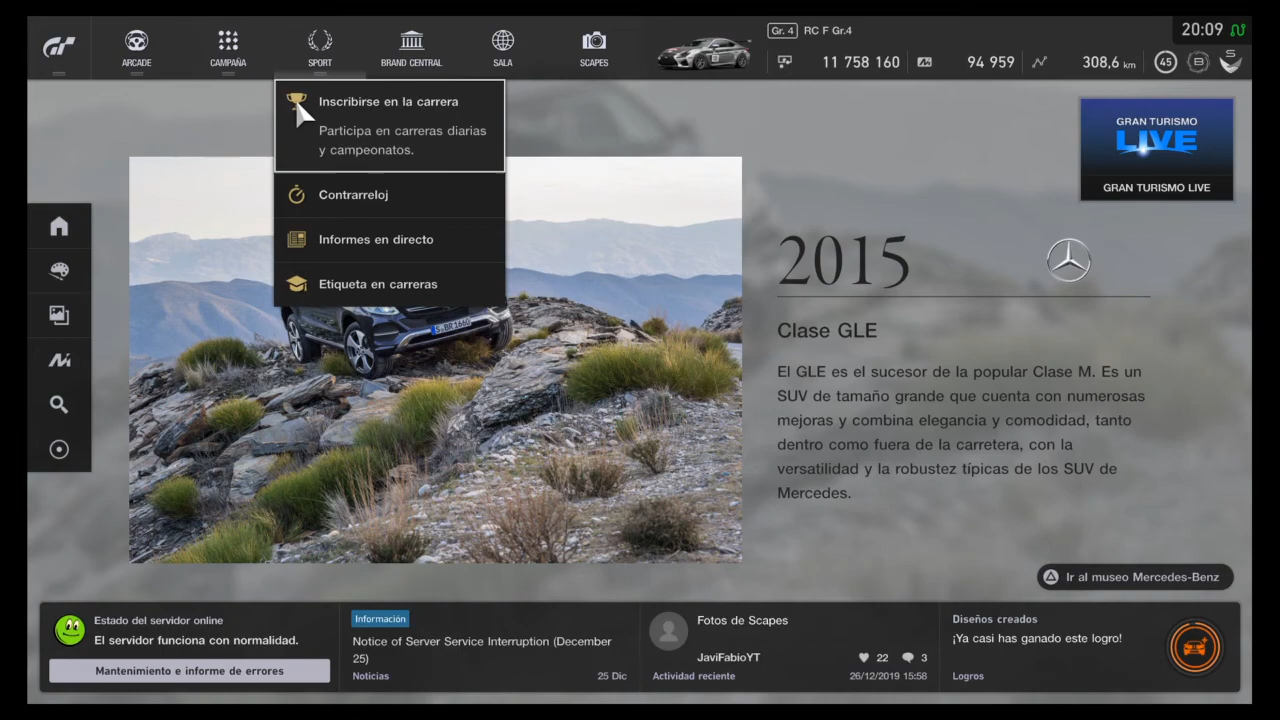 Gr. 4 RC F Gr.4
20:09
ARCADE
CAMPAÑA
SPORT
BRAND CENTRAL
SALA
SCAPES
11 758 160
94 959
308,6 km
45
B
S
Inscribirse en la carrera
Participa en carreras diarias
y campeonatos.
Contrarreloj
Informes en directo
Etiqueta en carreras
GRAN TURISMO
LIVE
GRAN TURISMO LIVE
S·BR 1660
2015
Clase GLE
El GLE es el sucesor de la popular Clase M. Es un
SUV de tamaño grande que cuenta con numerosas
mejoras y combina elegancia y comodidad, tanto
dentro como fuera de la carretera, con la
versatilidad y la robustez típicas de los SUV de
Mercedes.
Ir al museo Mercedes-Benz
Estado del servidor online
El servidor funciona con normalidad.
Mantenimiento e informe de errores
Información
Notice of Server Service Interruption (December
25)
Noticias
25 Dic
Fotos de Scapes
JaviFabioYT
22
3
Actividad reciente
26/12/2019 15:58
Diseños creados
¡Ya casi has ganado este logro!
Logros